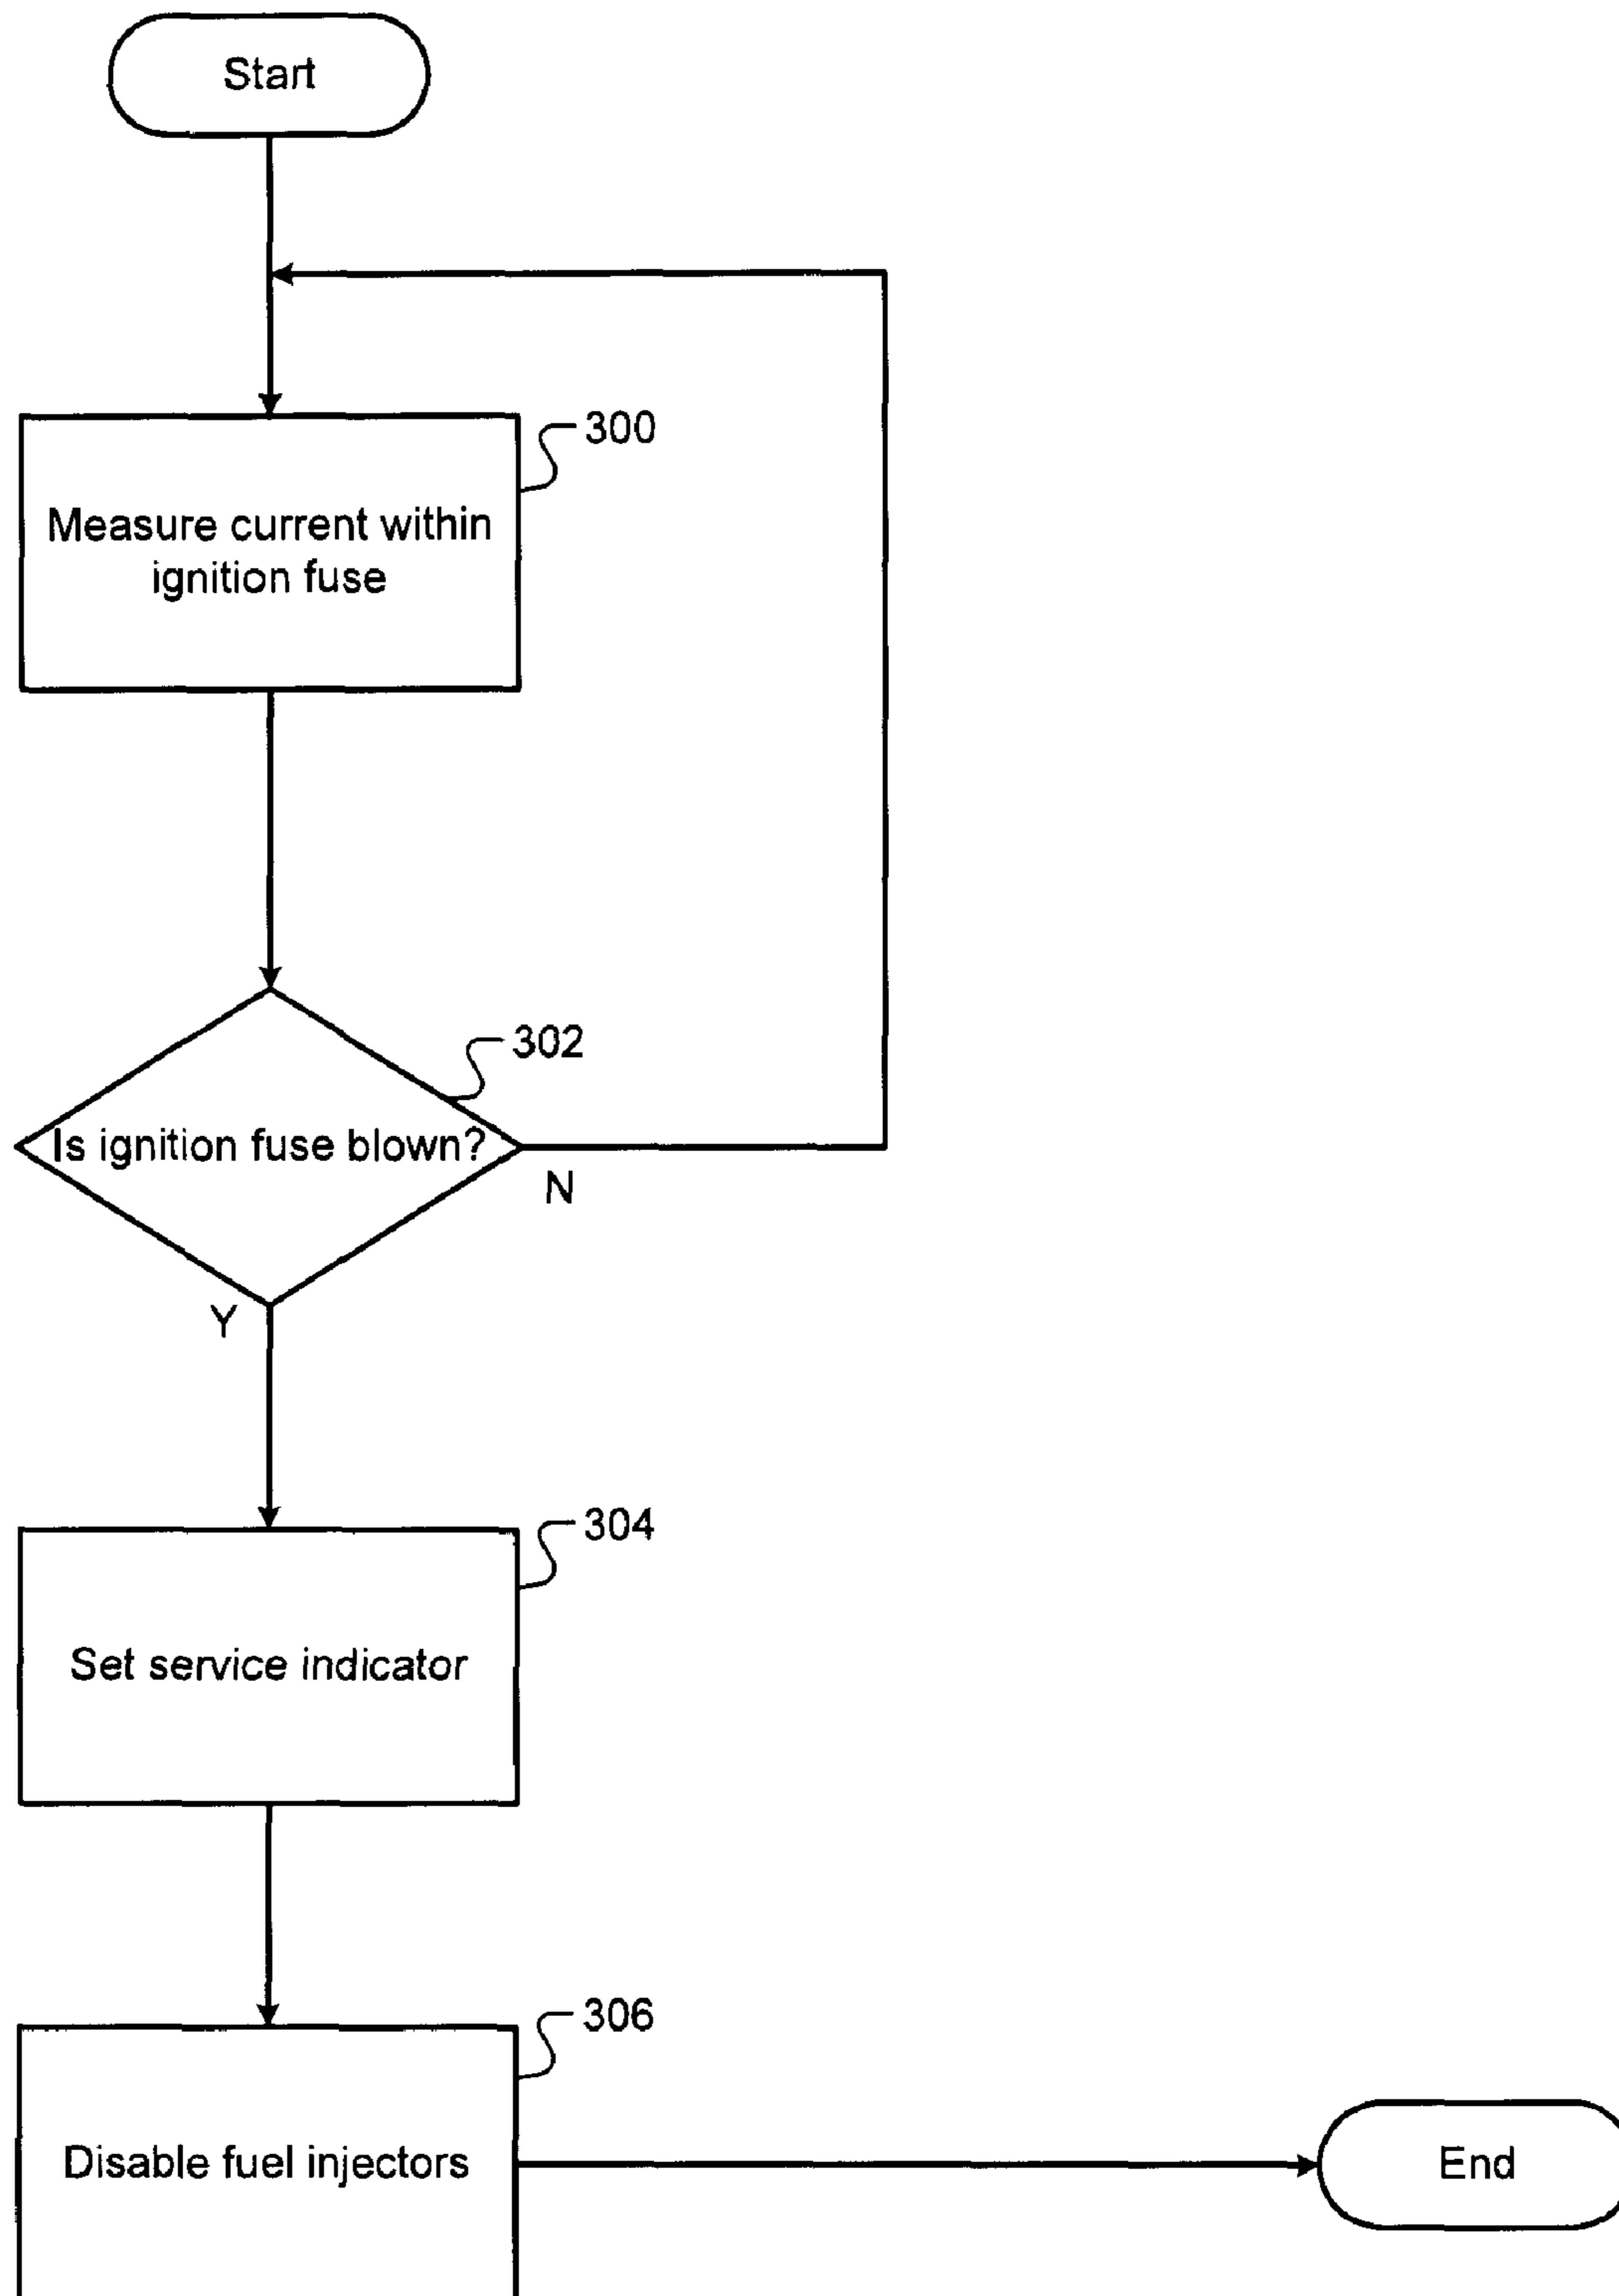 Start
300
Measure current within
ignition fuse
302
Is ignition fuse blown?
N
Y
304
Set service indicator
306
Disable fuel injectors
End